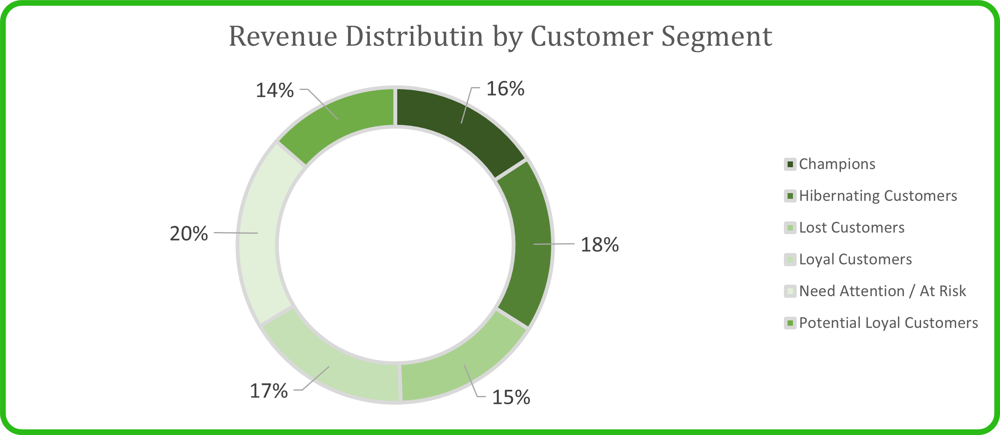 Revenue Distributin by Customer Segment
14%
16%
20%
18%
17%
15%
Champions
Hibernating Customers
Lost Customers
Loyal Customers
Need Attention / At Risk
Potential Loyal Customers